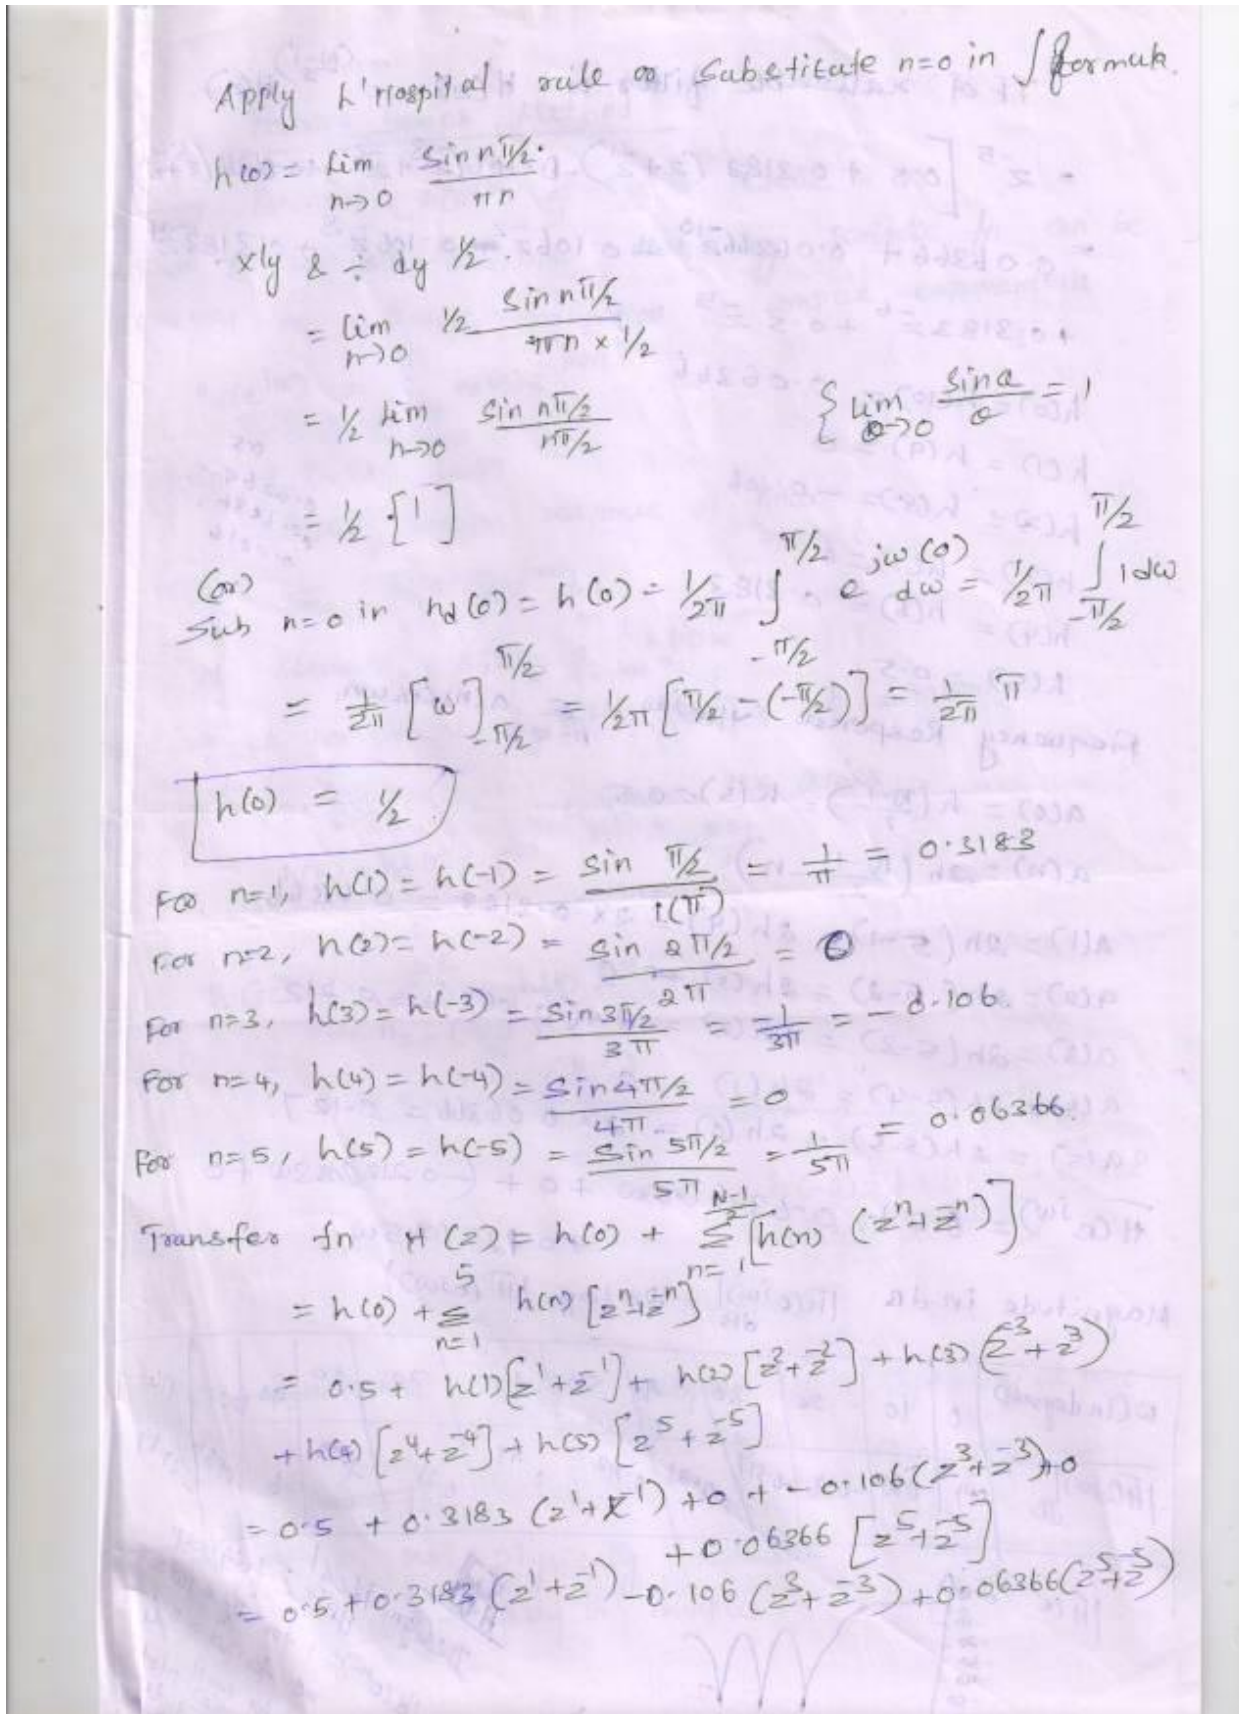 Apply L'Hospital rule or Substitute n=0 in ∫ formula.
h(0) = Lim n→0 Sin nπ/2 / πn
xly & ÷ dy 1/2.
= Lim n→0 1/2 Sin nπ/2 / πn × 1/2
= 1/2 Lim n→0 Sin nπ/2 / nπ/2 { Lim θ→0 Sin θ / θ = 1
= 1/2 [1]
(or)
Sub n=0 in hd(0) = h(0) = 1/2π ∫_{-π/2}^{π/2} e^{jω(0)} dω = 1/2π ∫_{-π/2}^{π/2} 1 dω
= 1/2π [ω]_{-π/2}^{π/2} = 1/2π [π/2 - (-π/2)] = 1/2π π
h(0) = 1/2
For n=1, h(1) = h(-1) = Sin π/2 / 1(π) = 1/π = 0.3183
For n=2, h(2) = h(-2) = Sin 2π/2 / 2π = 0
For n=3, h(3) = h(-3) = Sin 3π/2 / 3π = -1/3π = -0.106.
For n=4, h(4) = h(-4) = Sin 4π/2 / 4π = 0
For n=5, h(5) = h(-5) = Sin 5π/2 / 5π = 1/5π = 0.06366.
Transfer fn H(z) = h(0) + Σ_{n=1}^{N-1/2} [h(n) (z^n + z^-n)]
= h(0) + Σ_{n=1}^{5} h(n) [z^n + z^-n]
= 0.5 + h(1)[z^1 + z^-1] + h(2) [z^2 + z^-2] + h(3) (z^3 + z^-3)
+ h(4) [z^4 + z^-4] + h(5) [z^5 + z^-5]
= 0.5 + 0.3183 (z^1 + z^-1) + 0 + - 0.106 (z^3 + z^-3) + 0
+ 0.06366 [z^5 + z^-5]
= 0.5 + 0.3183 (z^1 + z^-1) - 0.106 (z^3 + z^-3) + 0.06366 (z^5 + z^-5)